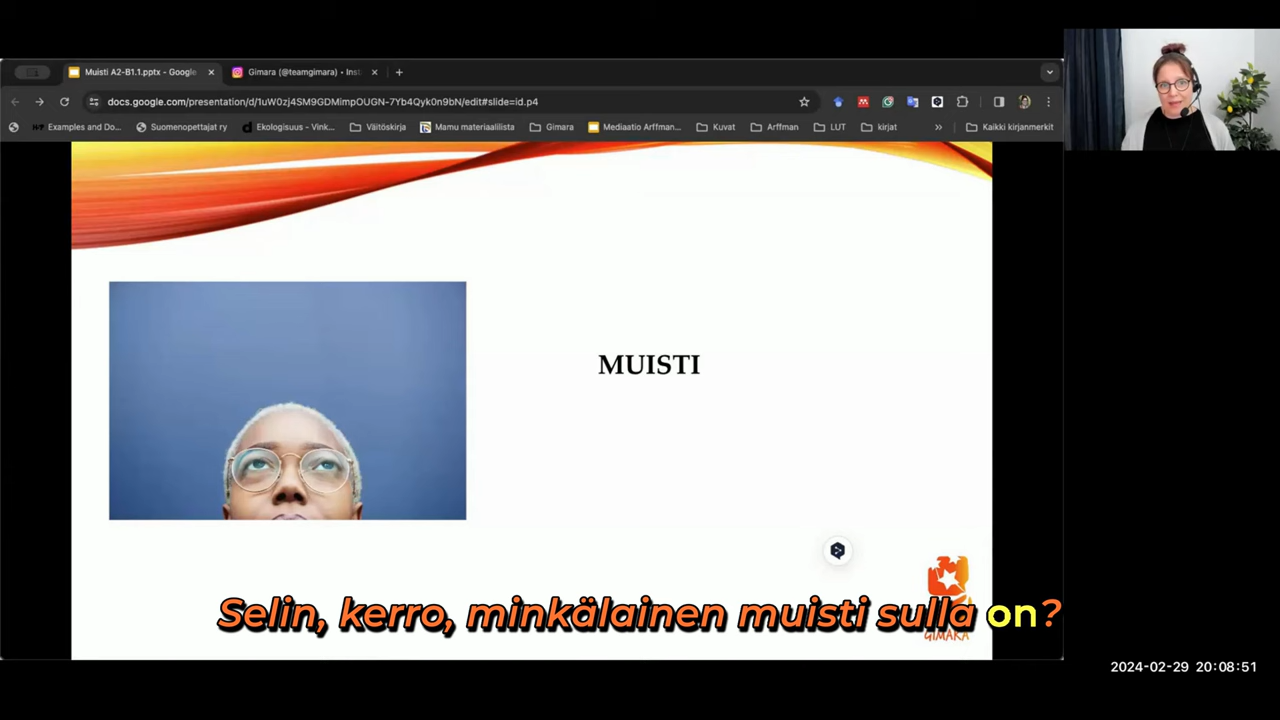 Muisti A2-B1.1.pptx - Google
Gimara (@teamgimara) • Inst
docs.google.com/presentation/d/1uW0zj4SM9GDMimpOUGN-7Yb4Qyk0n9bN/edit#slide=id.p4
Examples and Do...
Suomenopettajat ry
Ekologisuus - Vink...
Väitöskirja
Mamu materiaalilista
Gimara
Mediaatio Arffman...
Kuvat
Arffman
LUT
kirjat
»
Kaikki kirjanmerkit
MUISTI
Selin, kerro, minkälainen muisti sulla on?
GIMARA
2024-02-29 20:08:51